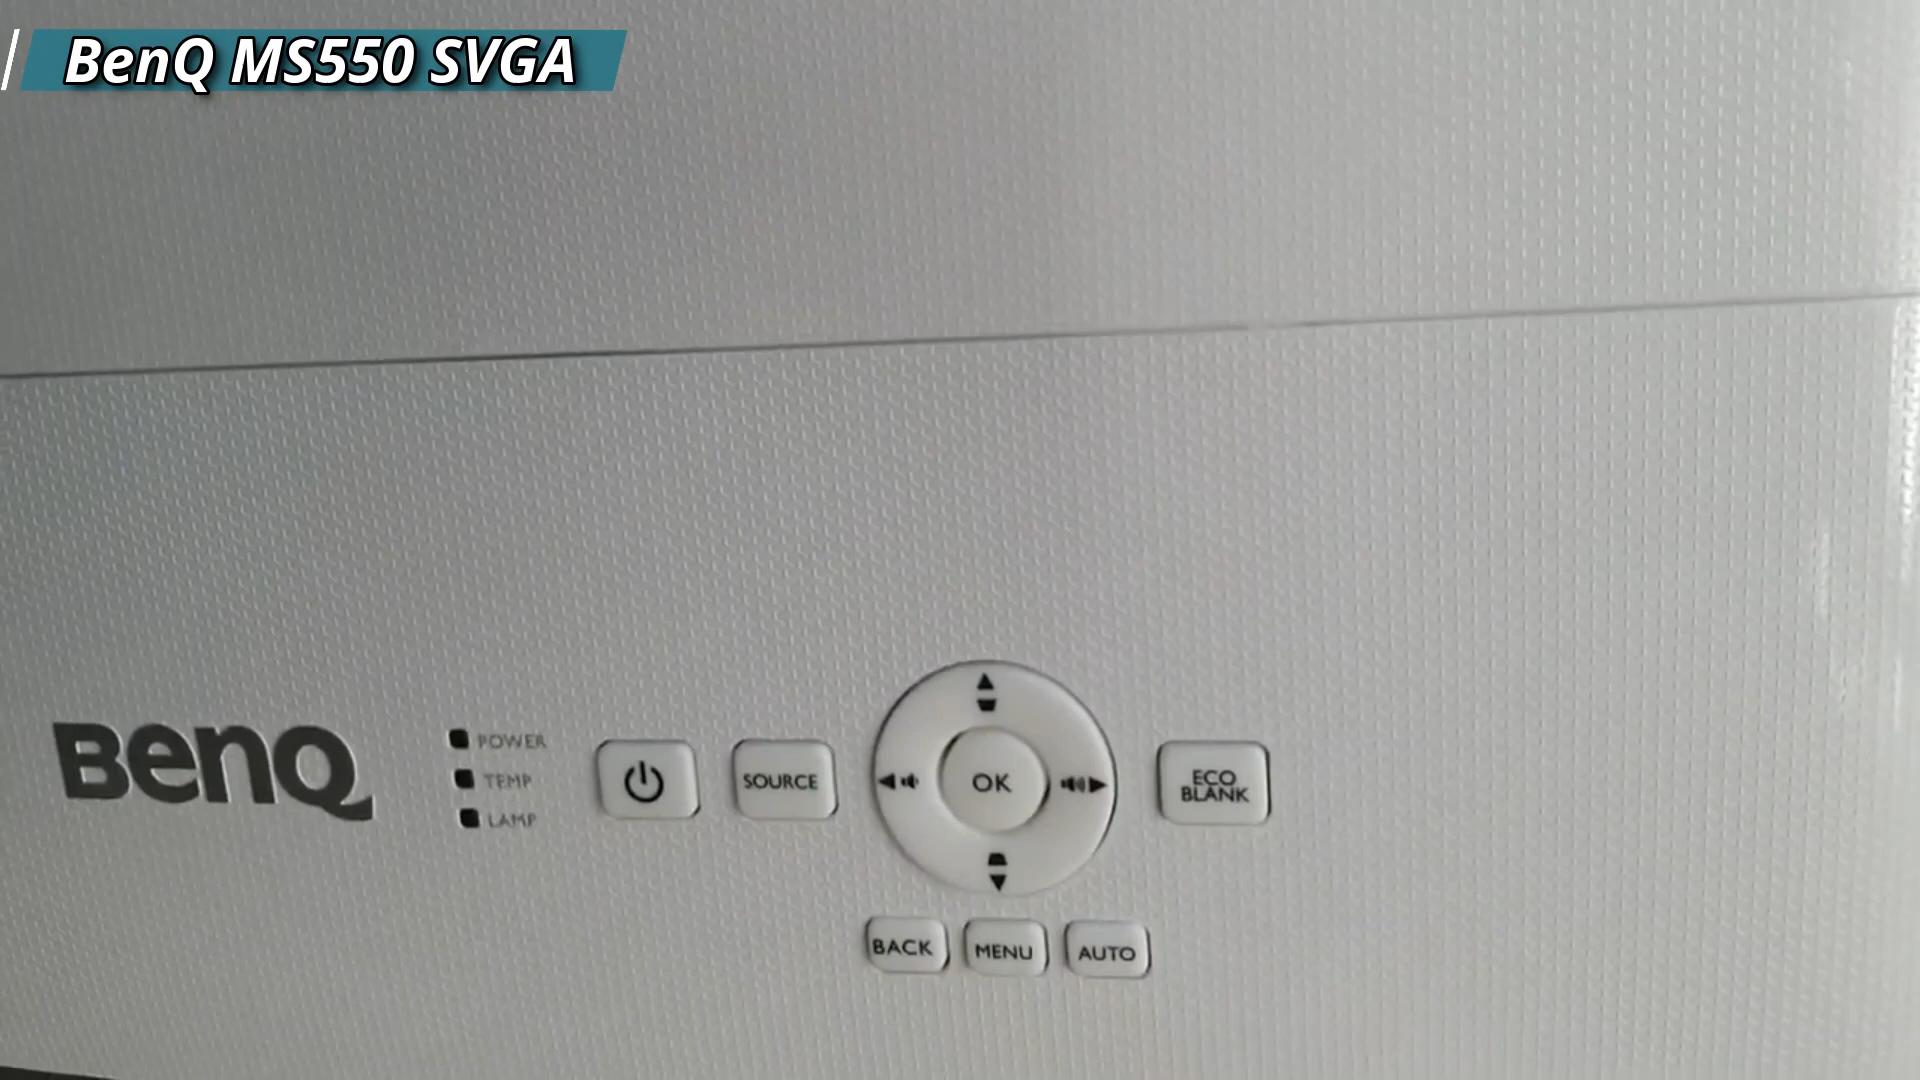 BenQ MS550 SVGA
BenQ
POWER
TEMP
LAMP
SOURCE
OK
ECO
BLANK
BACK
MENU
AUTO